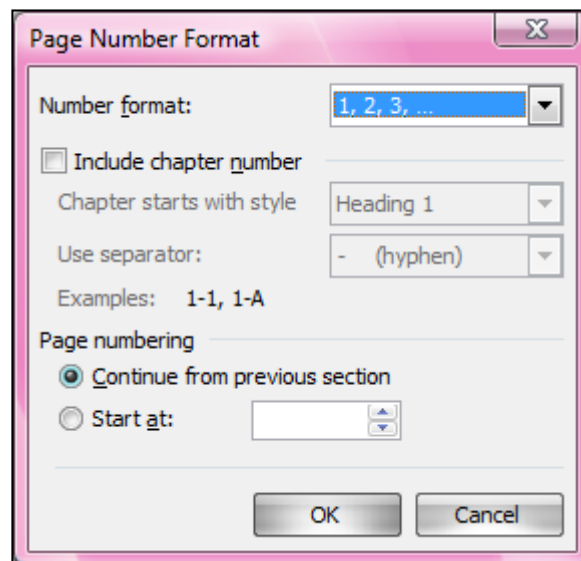 Page Number Format
Number format: 1, 2, 3, ...
Include chapter number
Chapter starts with style Heading 1
Use separator: - (hyphen)
Examples: 1-1, 1-A
Page numbering
Continue from previous section
Start at:
OK Cancel